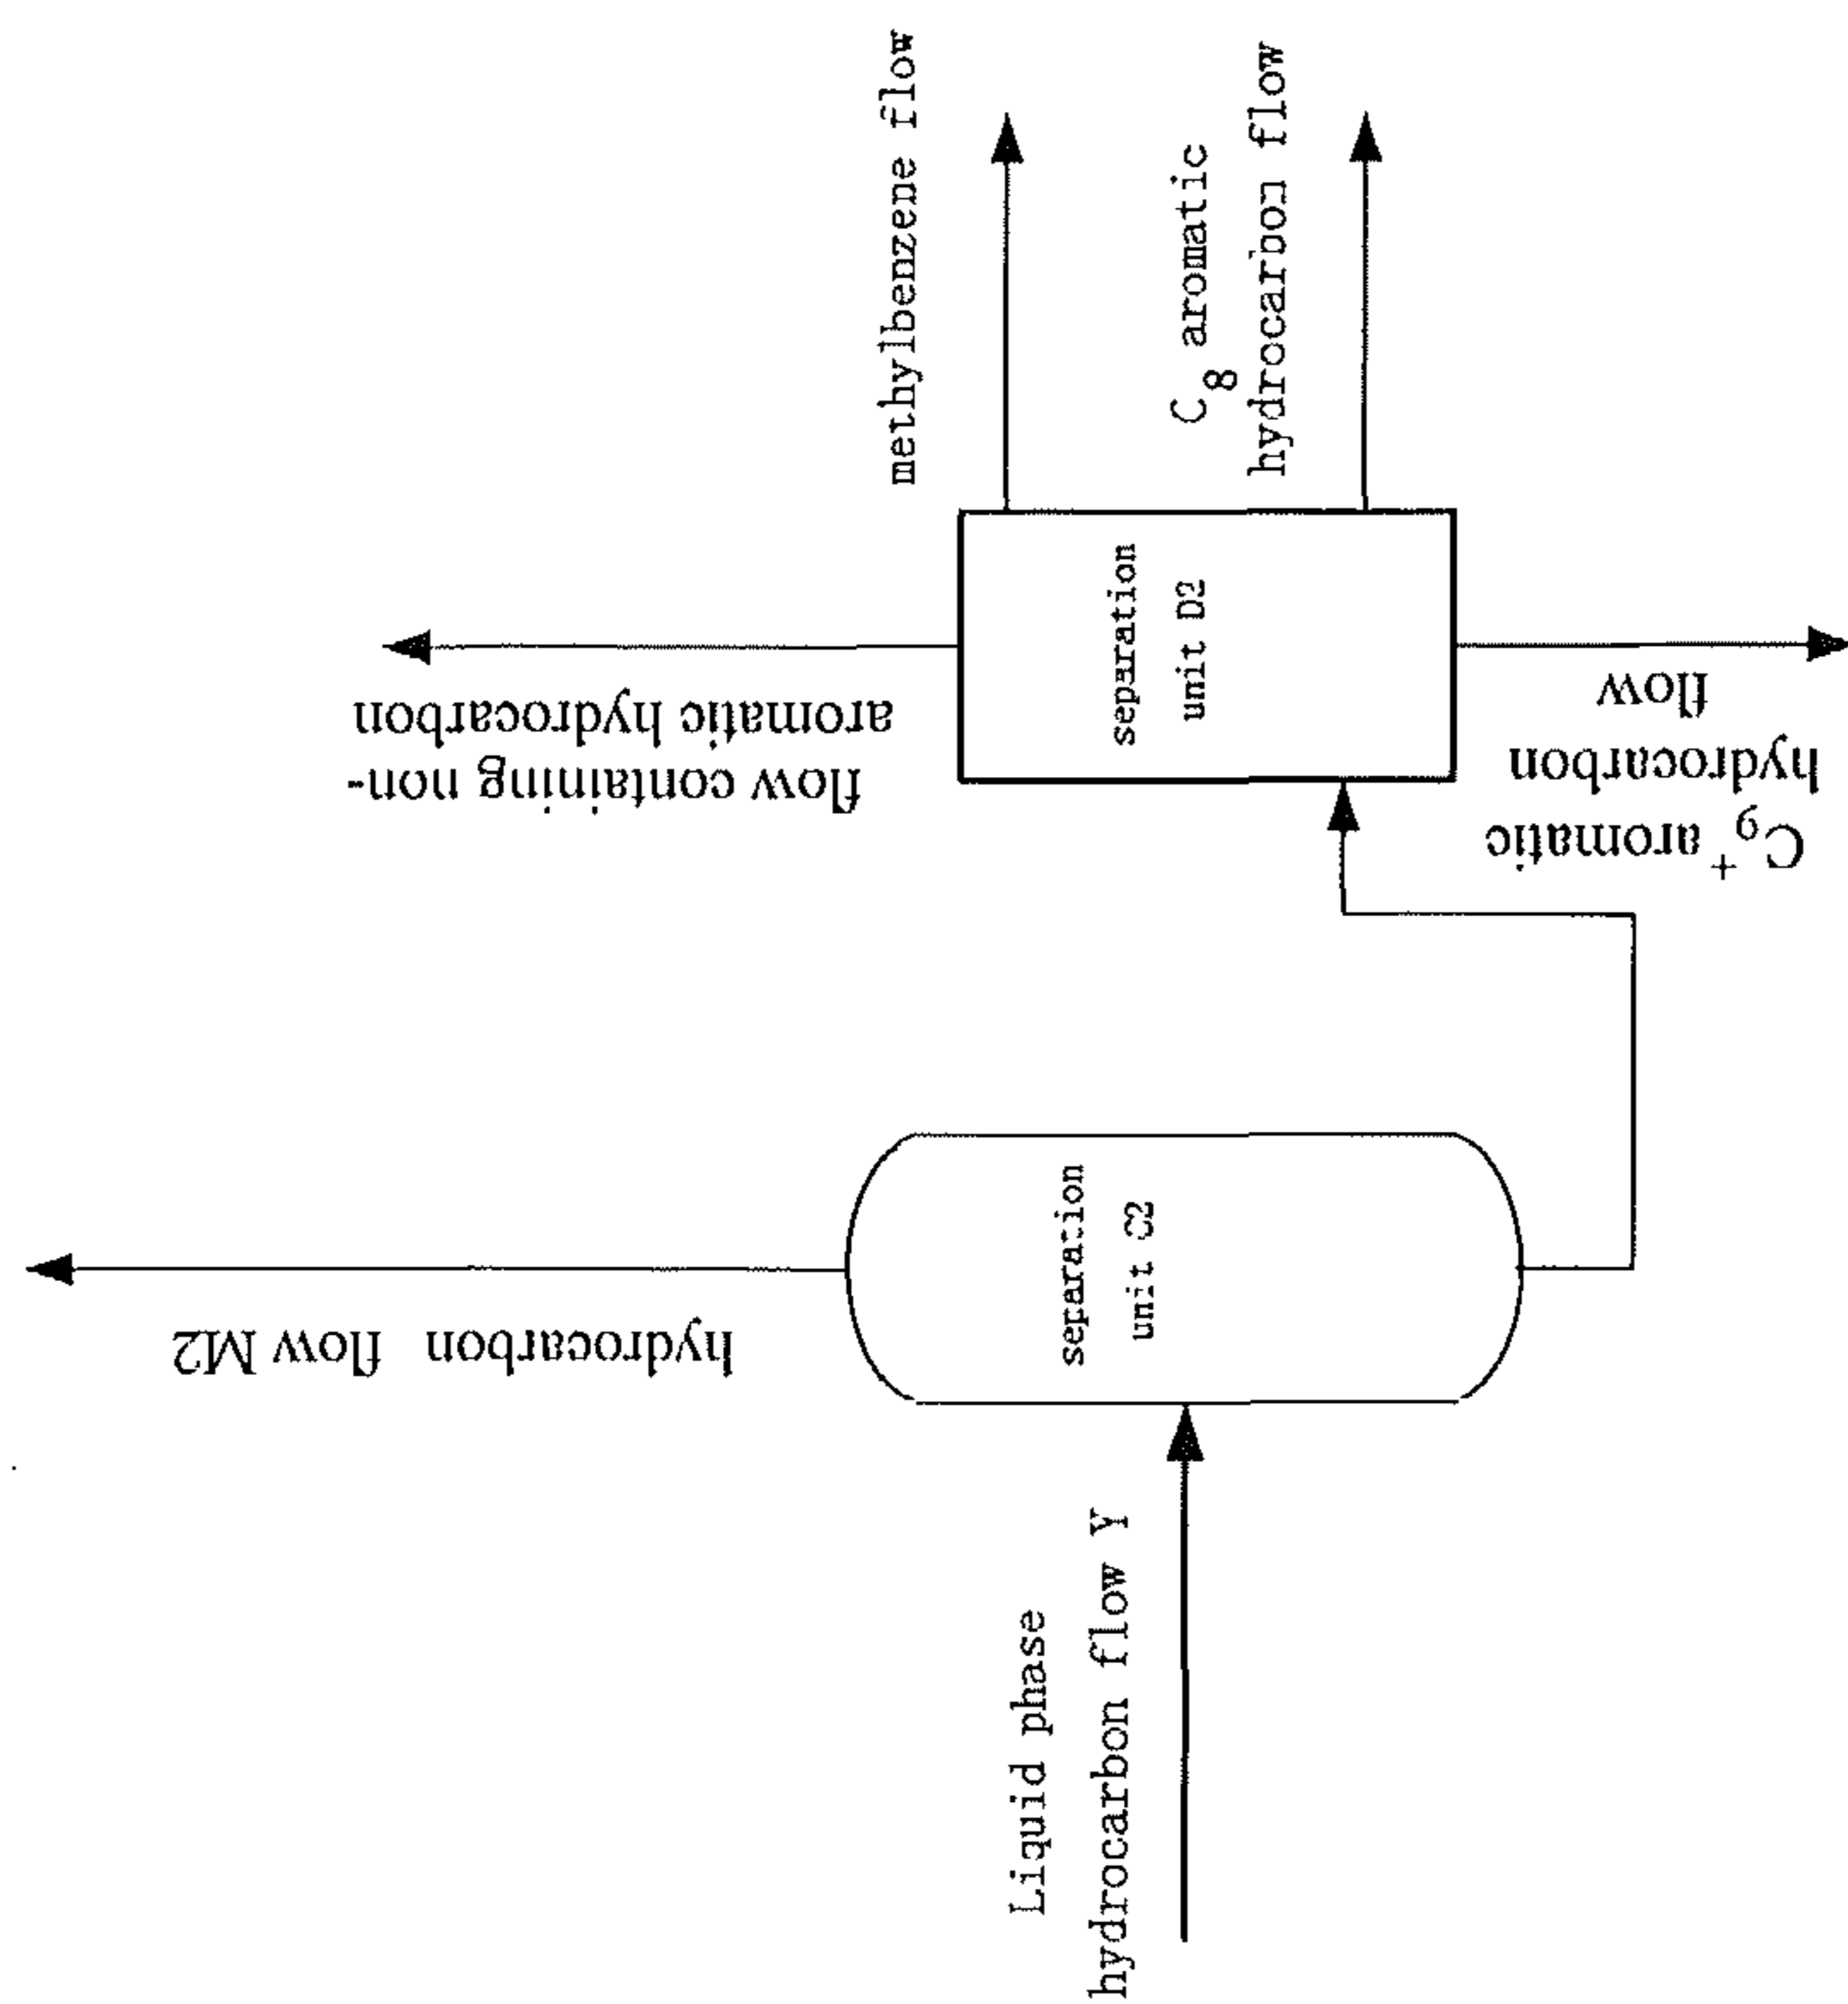 Liquid phase
hydrocarbon flow Y
separation
unit C2
hydrocarbon flow M2
separation
unit D2
flow containing non-
aromatic hydrocarbon
methylbenzene flow
C8 aromatic
hydrocarbon flow
C9+ aromatic
hydrocarbon
flow